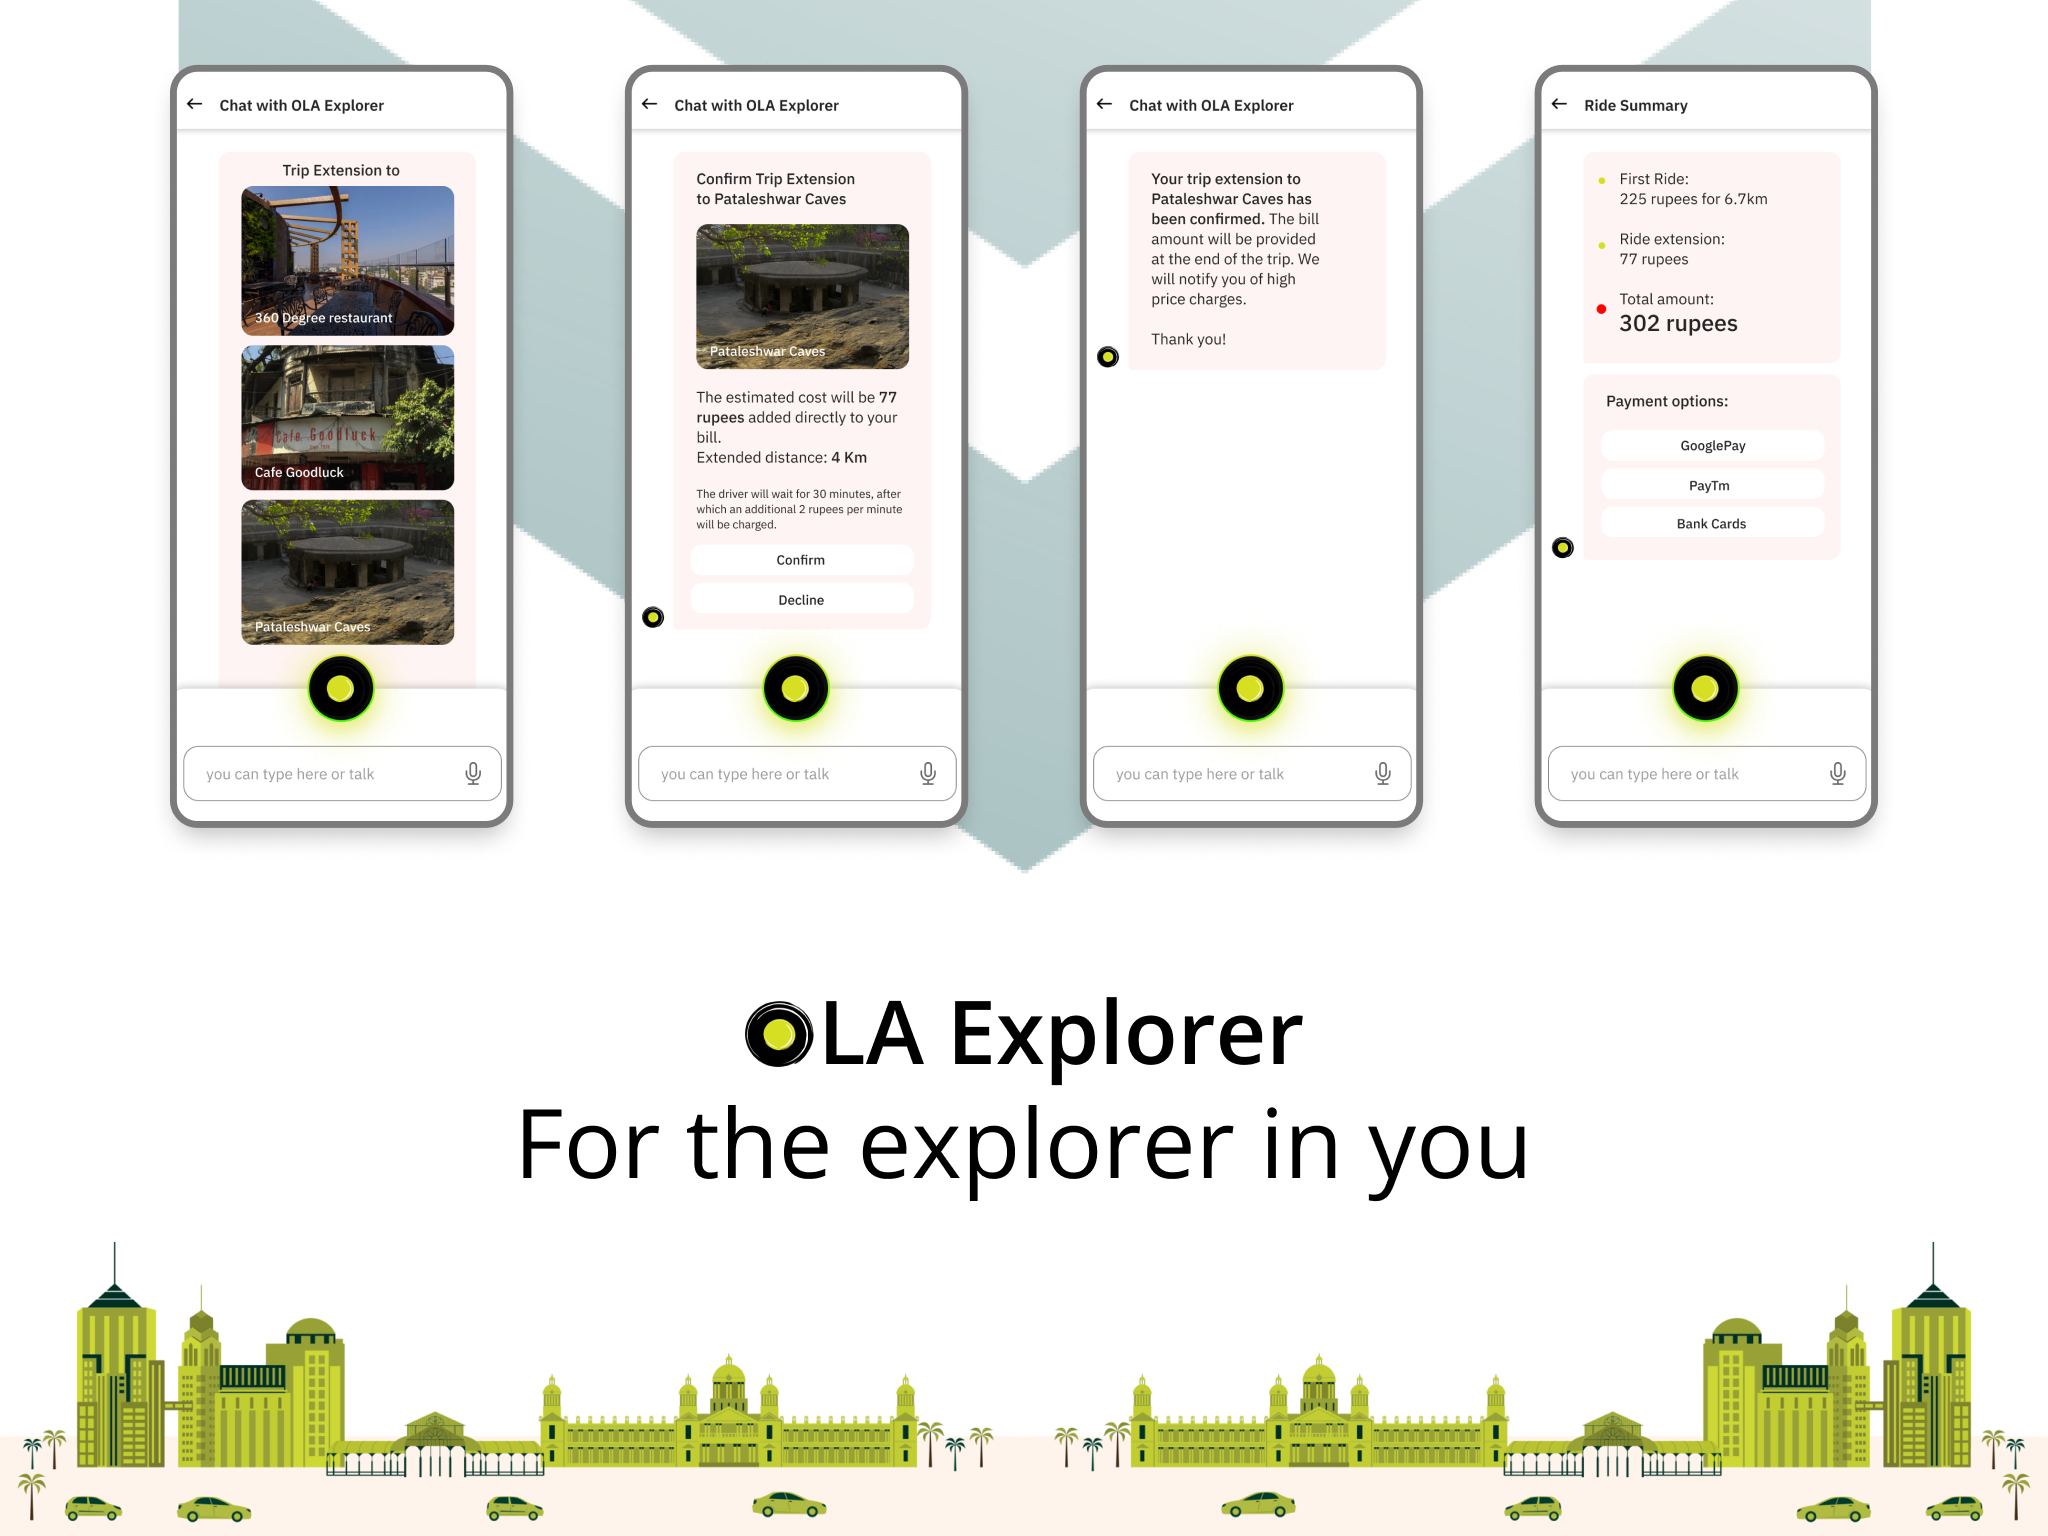 Chat with OLA Explorer
Trip Extension to
360 Degree restaurant
Cafe Goodluck
Cafe Goodluck
Pataleshwar Caves
you can type here or talk
Chat with OLA Explorer
Confirm Trip Extension
to Pataleshwar Caves
Pataleshwar Caves
The estimated cost will be 77
rupees added directly to your
bill.
Extended distance: 4 Km
The driver will wait for 30 minutes, after
which an additional 2 rupees per minute
will be charged.
Confirm
Decline
you can type here or talk
Chat with OLA Explorer
Your trip extension to
Pataleshwar Caves has
been confirmed. The bill
amount will be provided
at the end of the trip. We
will notify you of high
price charges.
Thank you!
you can type here or talk
Ride Summary
First Ride:
225 rupees for 6.7km
Ride extension:
77 rupees
Total amount:
302 rupees
Payment options:
GooglePay
PayTm
Bank Cards
you can type here or talk
OLA Explorer
For the explorer in you